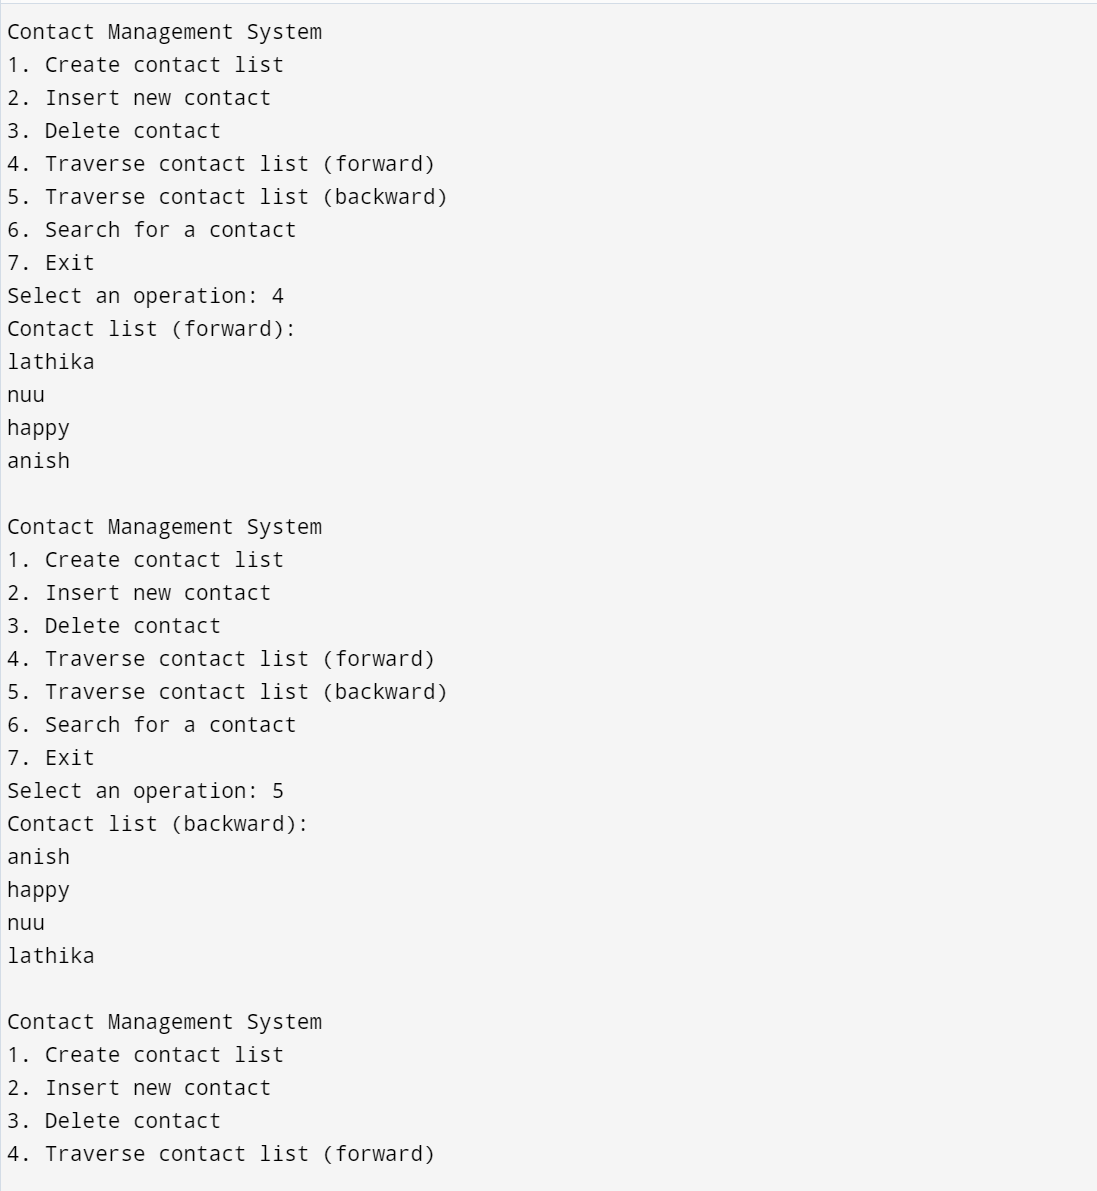 Contact Management System
1. Create contact list
2. Insert new contact
3. Delete contact
4. Traverse contact list (forward)
5. Traverse contact list (backward)
6. Search for a contact
7. Exit
Select an operation: 4
Contact list (forward):
lathika
nuu
happy
anish

Contact Management System
1. Create contact list
2. Insert new contact
3. Delete contact
4. Traverse contact list (forward)
5. Traverse contact list (backward)
6. Search for a contact
7. Exit
Select an operation: 5
Contact list (backward):
anish
happy
nuu
lathika

Contact Management System
1. Create contact list
2. Insert new contact
3. Delete contact
4. Traverse contact list (forward)